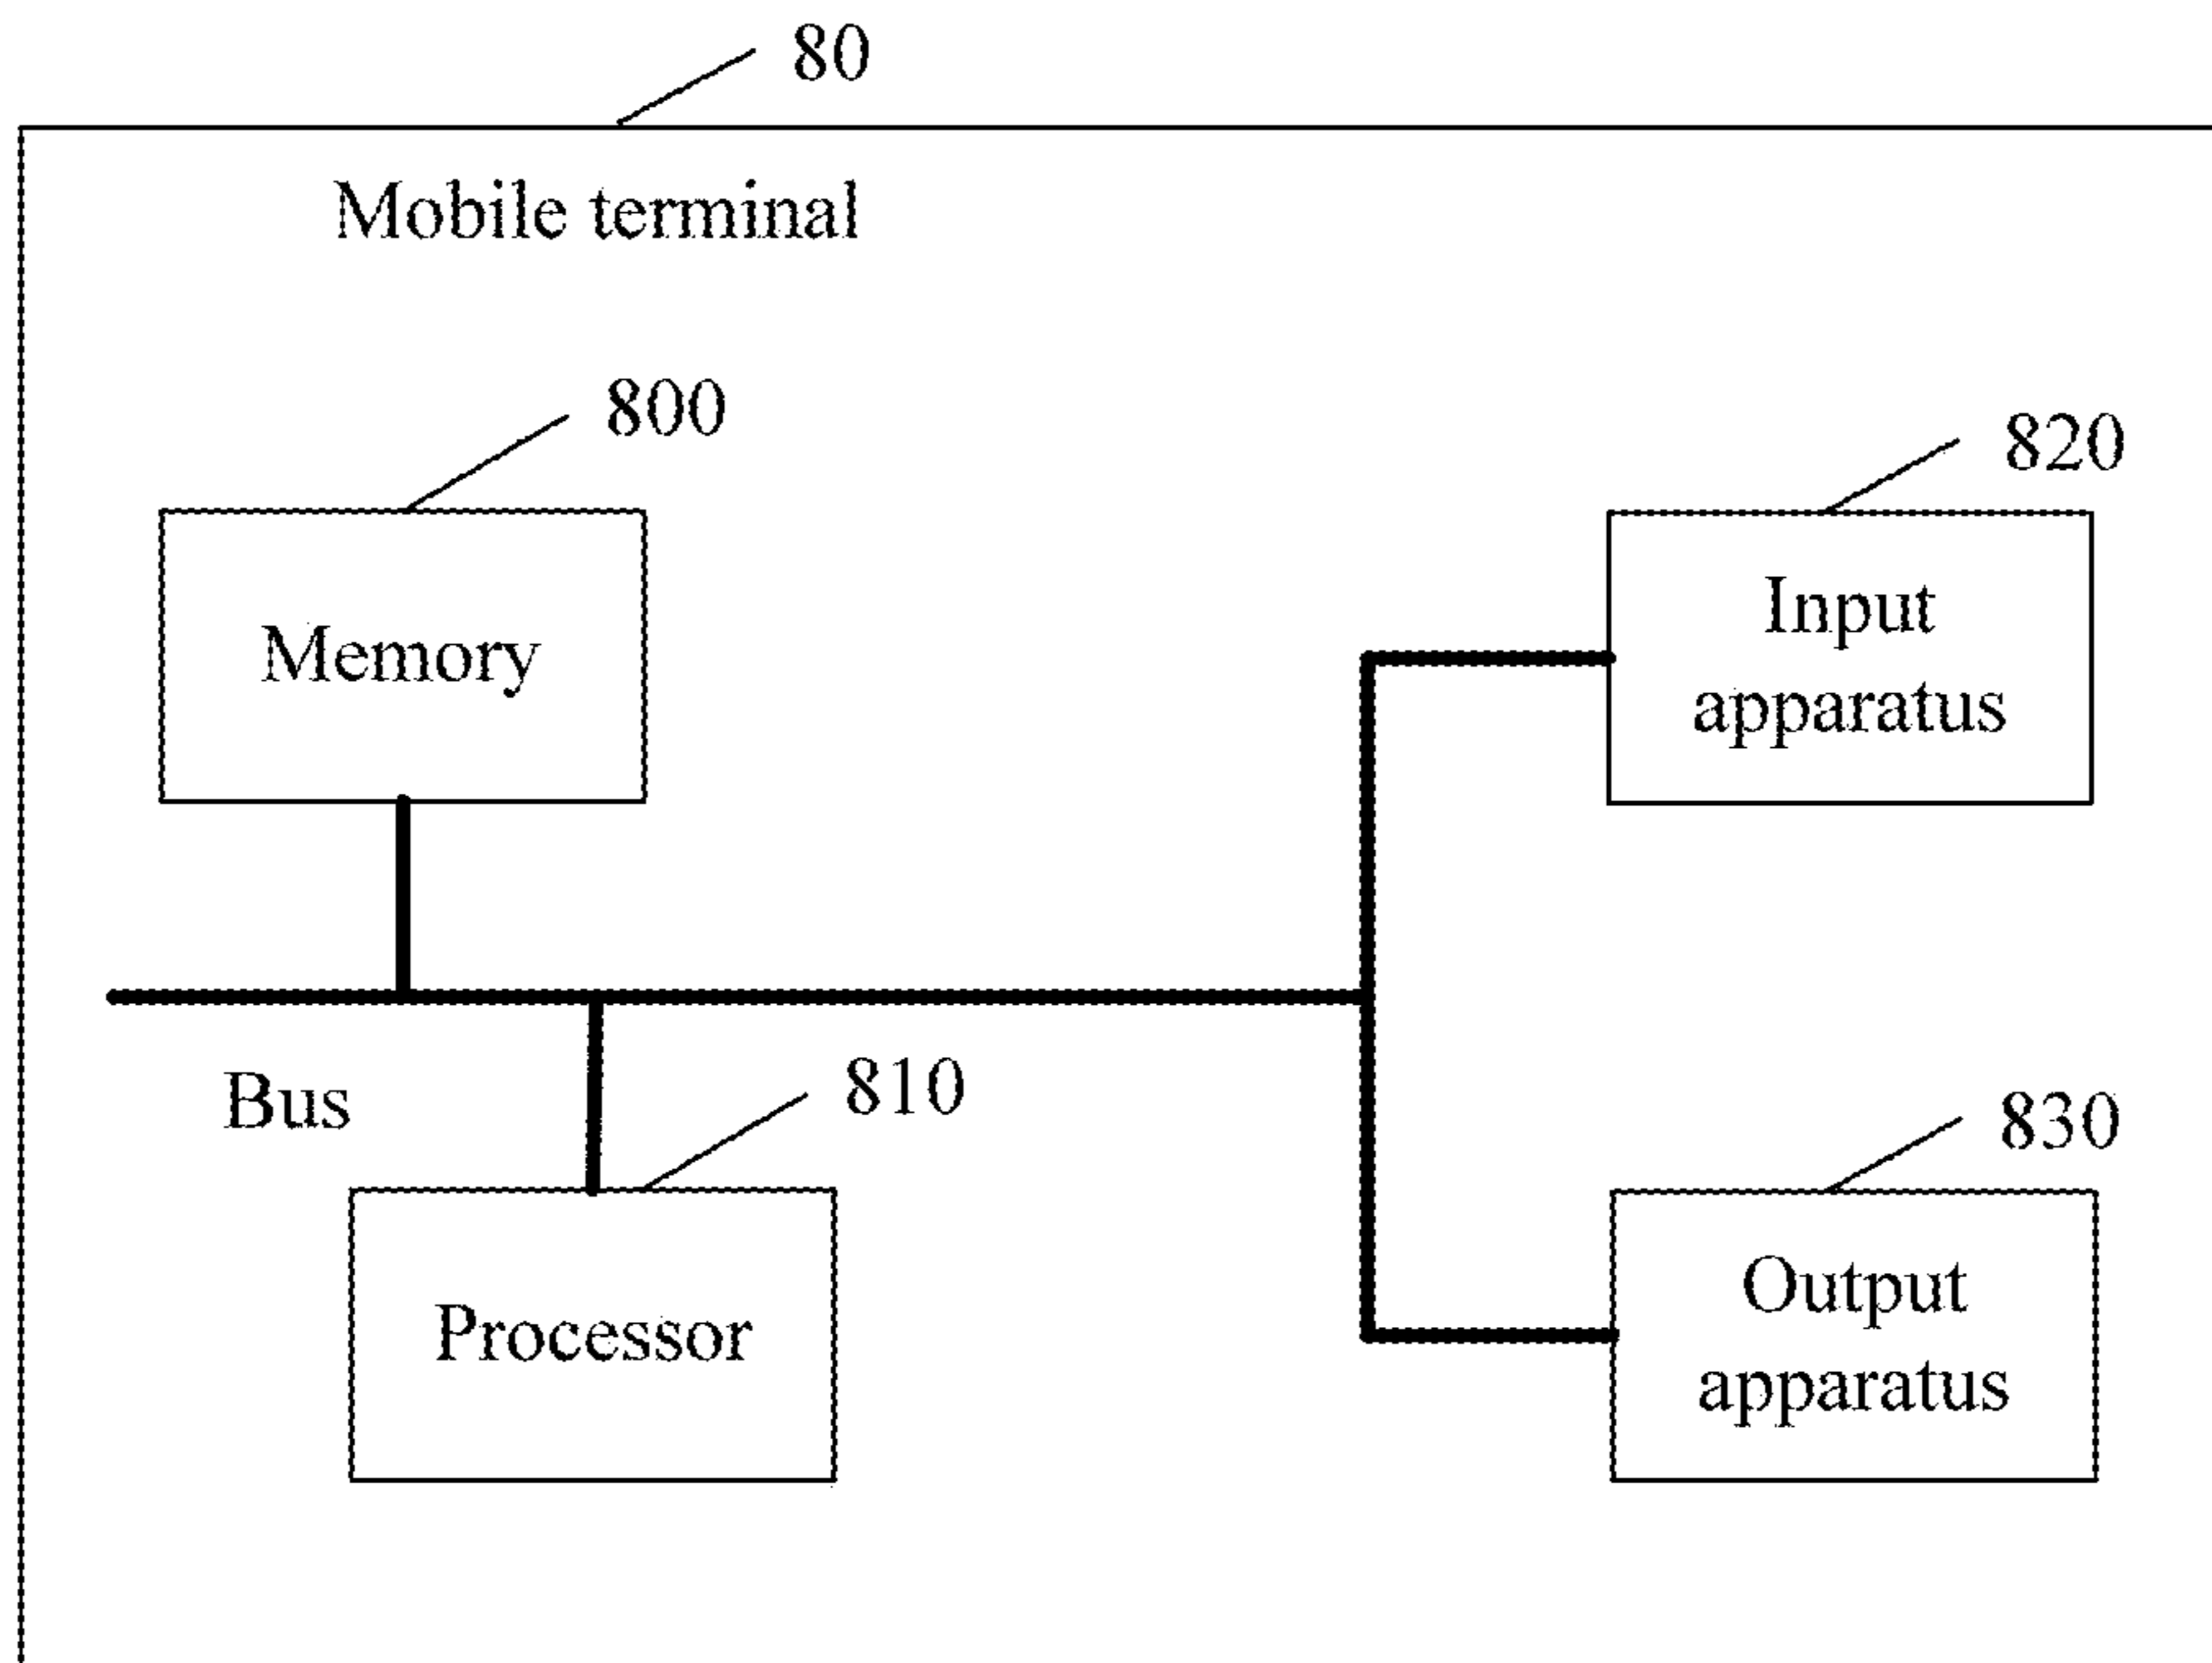 80
Mobile terminal
800
820
Memory
Input
apparatus
Bus
810
830
Processor
Output
apparatus